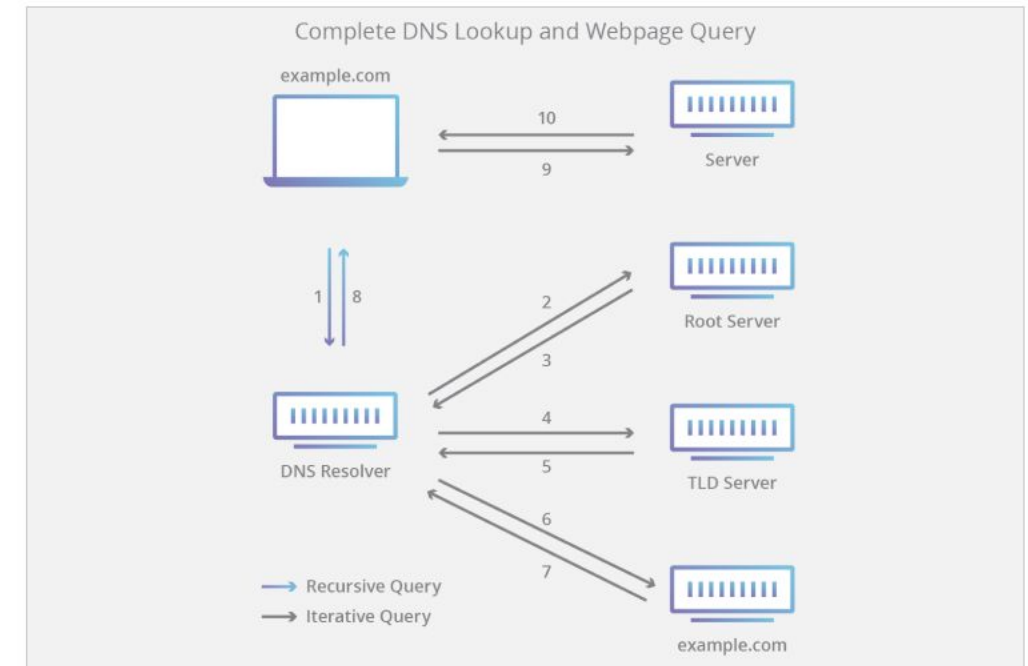 Complete DNS Lookup and Webpage Query
example.com
10
9
Server
1
8
2
3
Root Server
DNS Resolver
4
5
TLD Server
6
7
Recursive Query
Iterative Query
example.com